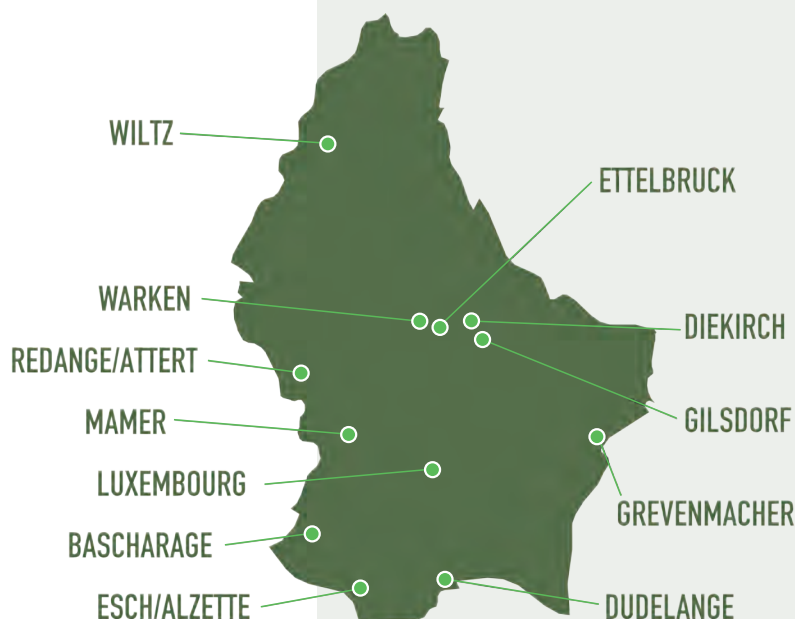 WILTZ
ETTELBRUCK
WARKEN
DIEKIRCH
REDANGE/ATTERT
MAMER
GILSDORF
LUXEMBOURG
GREVENMACHER
BASCHARAGE
ESCH/ALZETTE
DUDELANGE